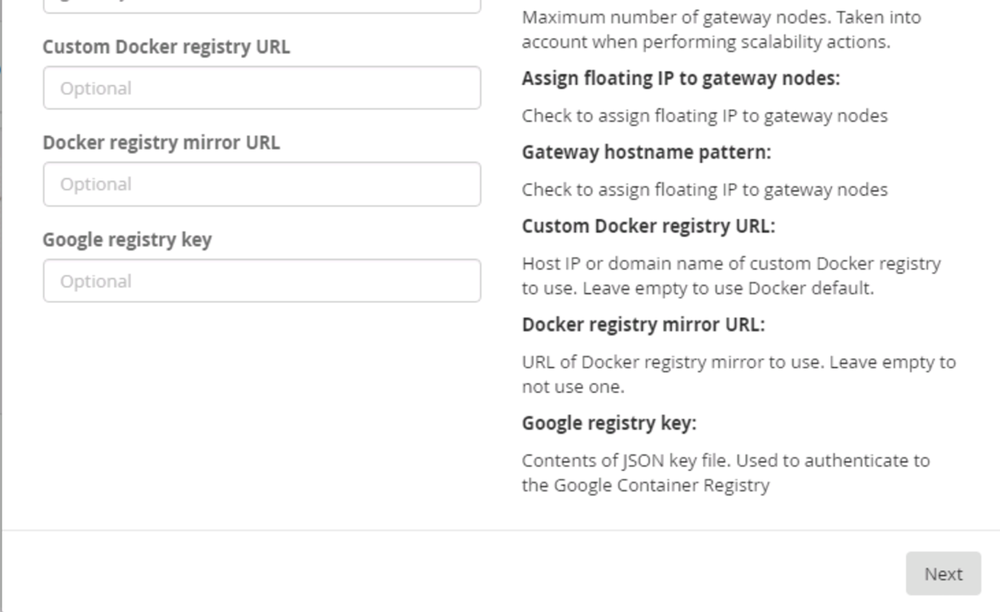 Custom Docker registry URL
Optional
Docker registry mirror URL
Optional
Google registry key
Optional
Maximum number of gateway nodes. Taken into
account when performing scalability actions.
Assign floating IP to gateway nodes:
Check to assign floating IP to gateway nodes
Gateway hostname pattern:
Check to assign floating IP to gateway nodes
Custom Docker registry URL:
Host IP or domain name of custom Docker registry
to use. Leave empty to use Docker default.
Docker registry mirror URL:
URL of Docker registry mirror to use. Leave empty to
not use one.
Google registry key:
Contents of JSON key file. Used to authenticate to
the Google Container Registry
Next